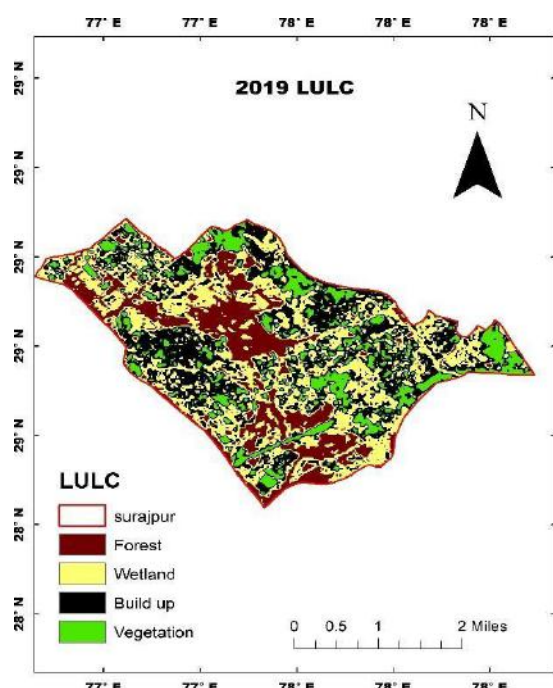 77° E 77° E 78° E 78° E 78° E
29° N
29° N
29° N
29° N
29° N
28° N
28° N
2019 LULC
N
LULC
surajpur
Forest
Wetland
Build up
Vegetation
0 0.5 1 2 Miles
77° E 77° E 78° E 78° E 78° E